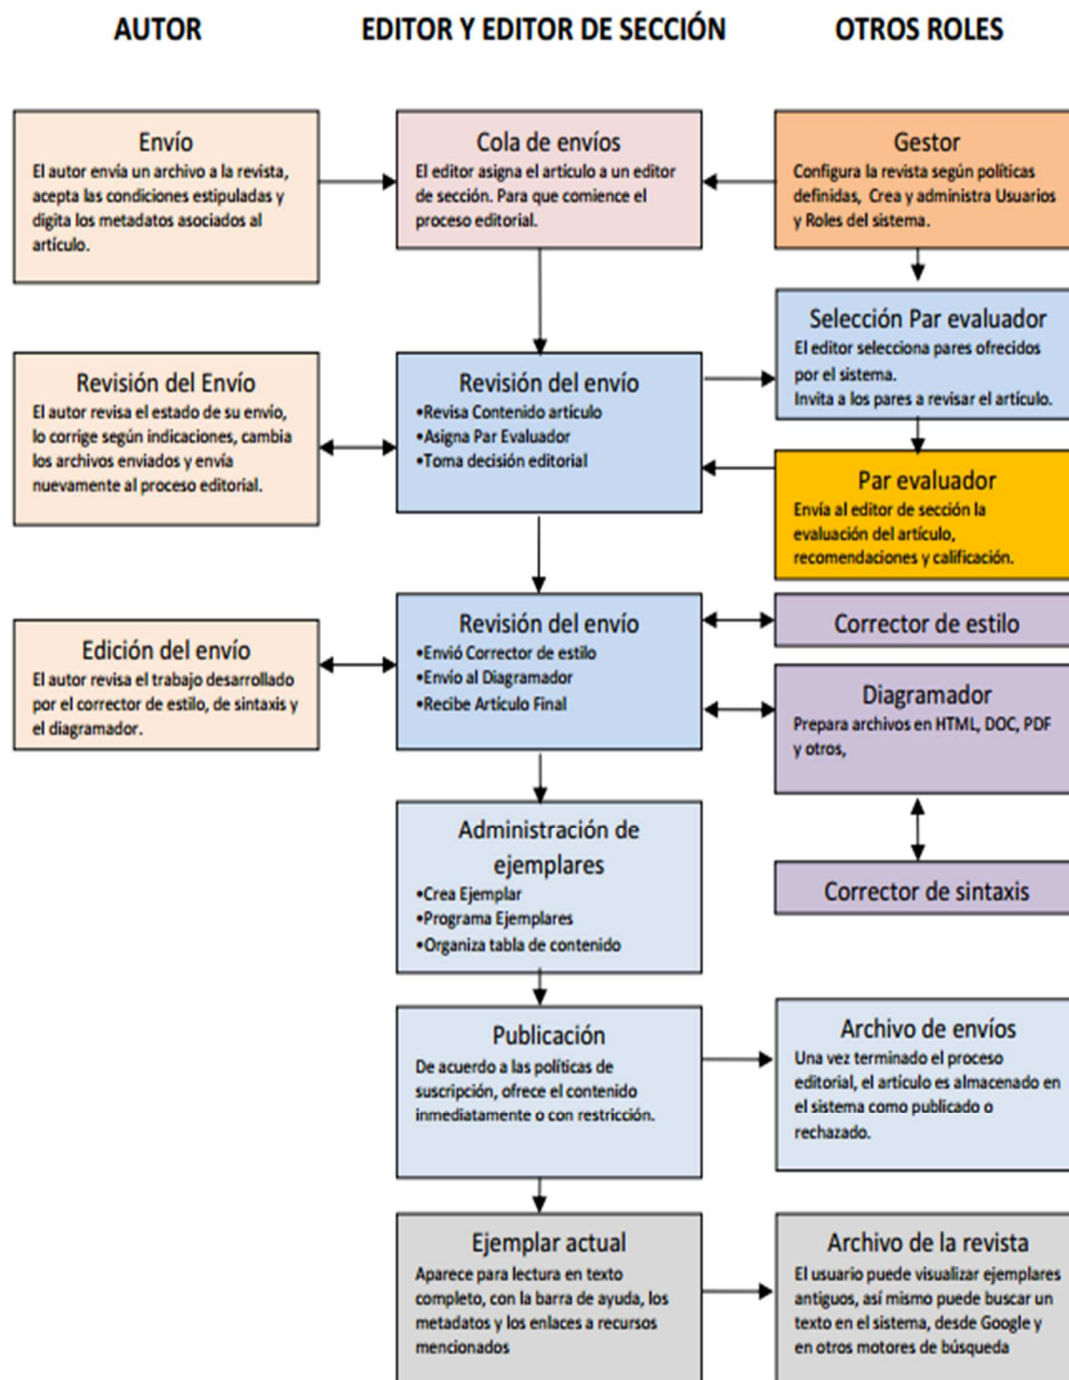 AUTOR
EDITOR Y EDITOR DE SECCIÓN
OTROS ROLES
Envío
El autor envía un archivo a la revista,
acepta las condiciones estipuladas y
digita los metadatos asociados al
artículo.
Cola de envíos
El editor asigna el artículo a un editor
de sección. Para que comience el
proceso editorial.
Gestor
Configura la revista según políticas
definidas, Crea y administra Usuarios
y Roles del sistema.
Selección Par evaluador
El editor selecciona pares ofrecidos
por el sistema.
Invita a los pares a revisar el artículo.
Revisión del Envío
El autor revisa el estado de su envío,
lo corrige según indicaciones, cambia
los archivos enviados y envía
nuevamente al proceso editorial.
Revisión del envío
•Revisa Contenido artículo
•Asigna Par Evaluador
•Toma decisión editorial
Par evaluador
Envía al editor de sección la
evaluación del artículo,
recomendaciones y calificación.
Edición del envío
El autor revisa el trabajo desarrollado
por el corrector de estilo, de sintaxis y
el diagramador.
Revisión del envío
•Envió Corrector de estilo
•Envío al Diagramador
•Recibe Artículo Final
Corrector de estilo
Diagramador
Prepara archivos en HTML, DOC, PDF
y otros,
Corrector de sintaxis
Administración de
ejemplares
•Crea Ejemplar
•Programa Ejemplares
•Organiza tabla de contenido
Publicación
De acuerdo a las políticas de
suscripción, ofrece el contenido
inmediatamente o con restricción.
Archivo de envíos
Una vez terminado el proceso
editorial, el artículo es almacenado en
el sistema como publicado o
rechazado.
Ejemplar actual
Aparece para lectura en texto
completo, con la barra de ayuda, los
metadatos y los enlaces a recursos
mencionados
Archivo de la revista
El usuario puede visualizar ejemplares
antiguos, así mismo puede buscar un
texto en el sistema, desde Google y
en otros motores de búsqueda